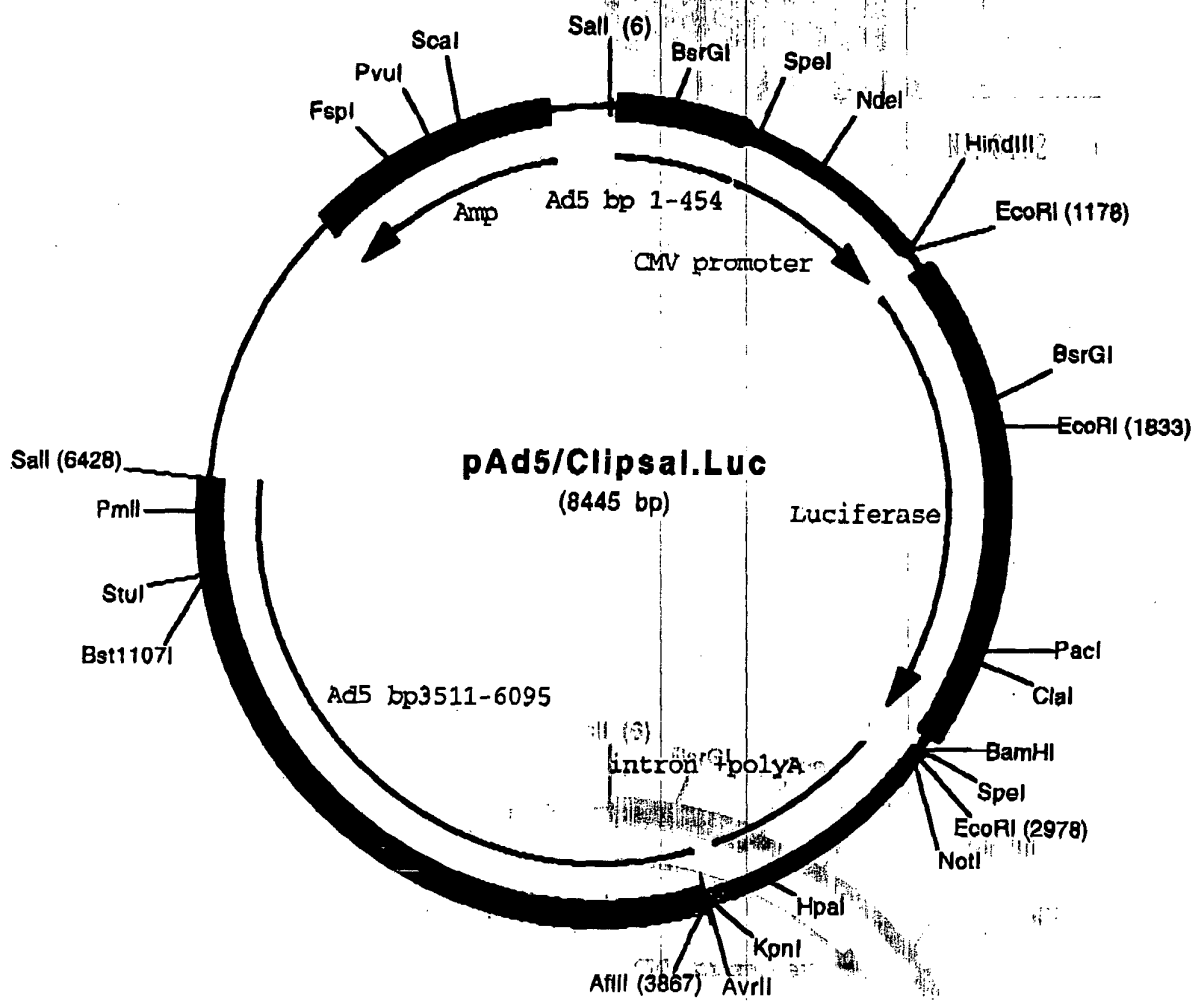 SalI (6)
ScaI
BsrGI
SpeI
PvuI
NdeI
FspI
HindIII
EcoRI (1178)
Amp
Ad5 bp 1-454
CMV promoter
BsrGI
EcoRI (1833)
SalI (6428)
pAd5/Clipsal.Luc
(8445 bp)
PmlI
Luciferase
StuI
Bst1107I
PacI
ClaI
Ad5 bp3511-6095
BamHI
intron +polyA
SpeI
EcoRI (2978)
NotI
HpaI
KpnI
AflII (3867)
AvrII